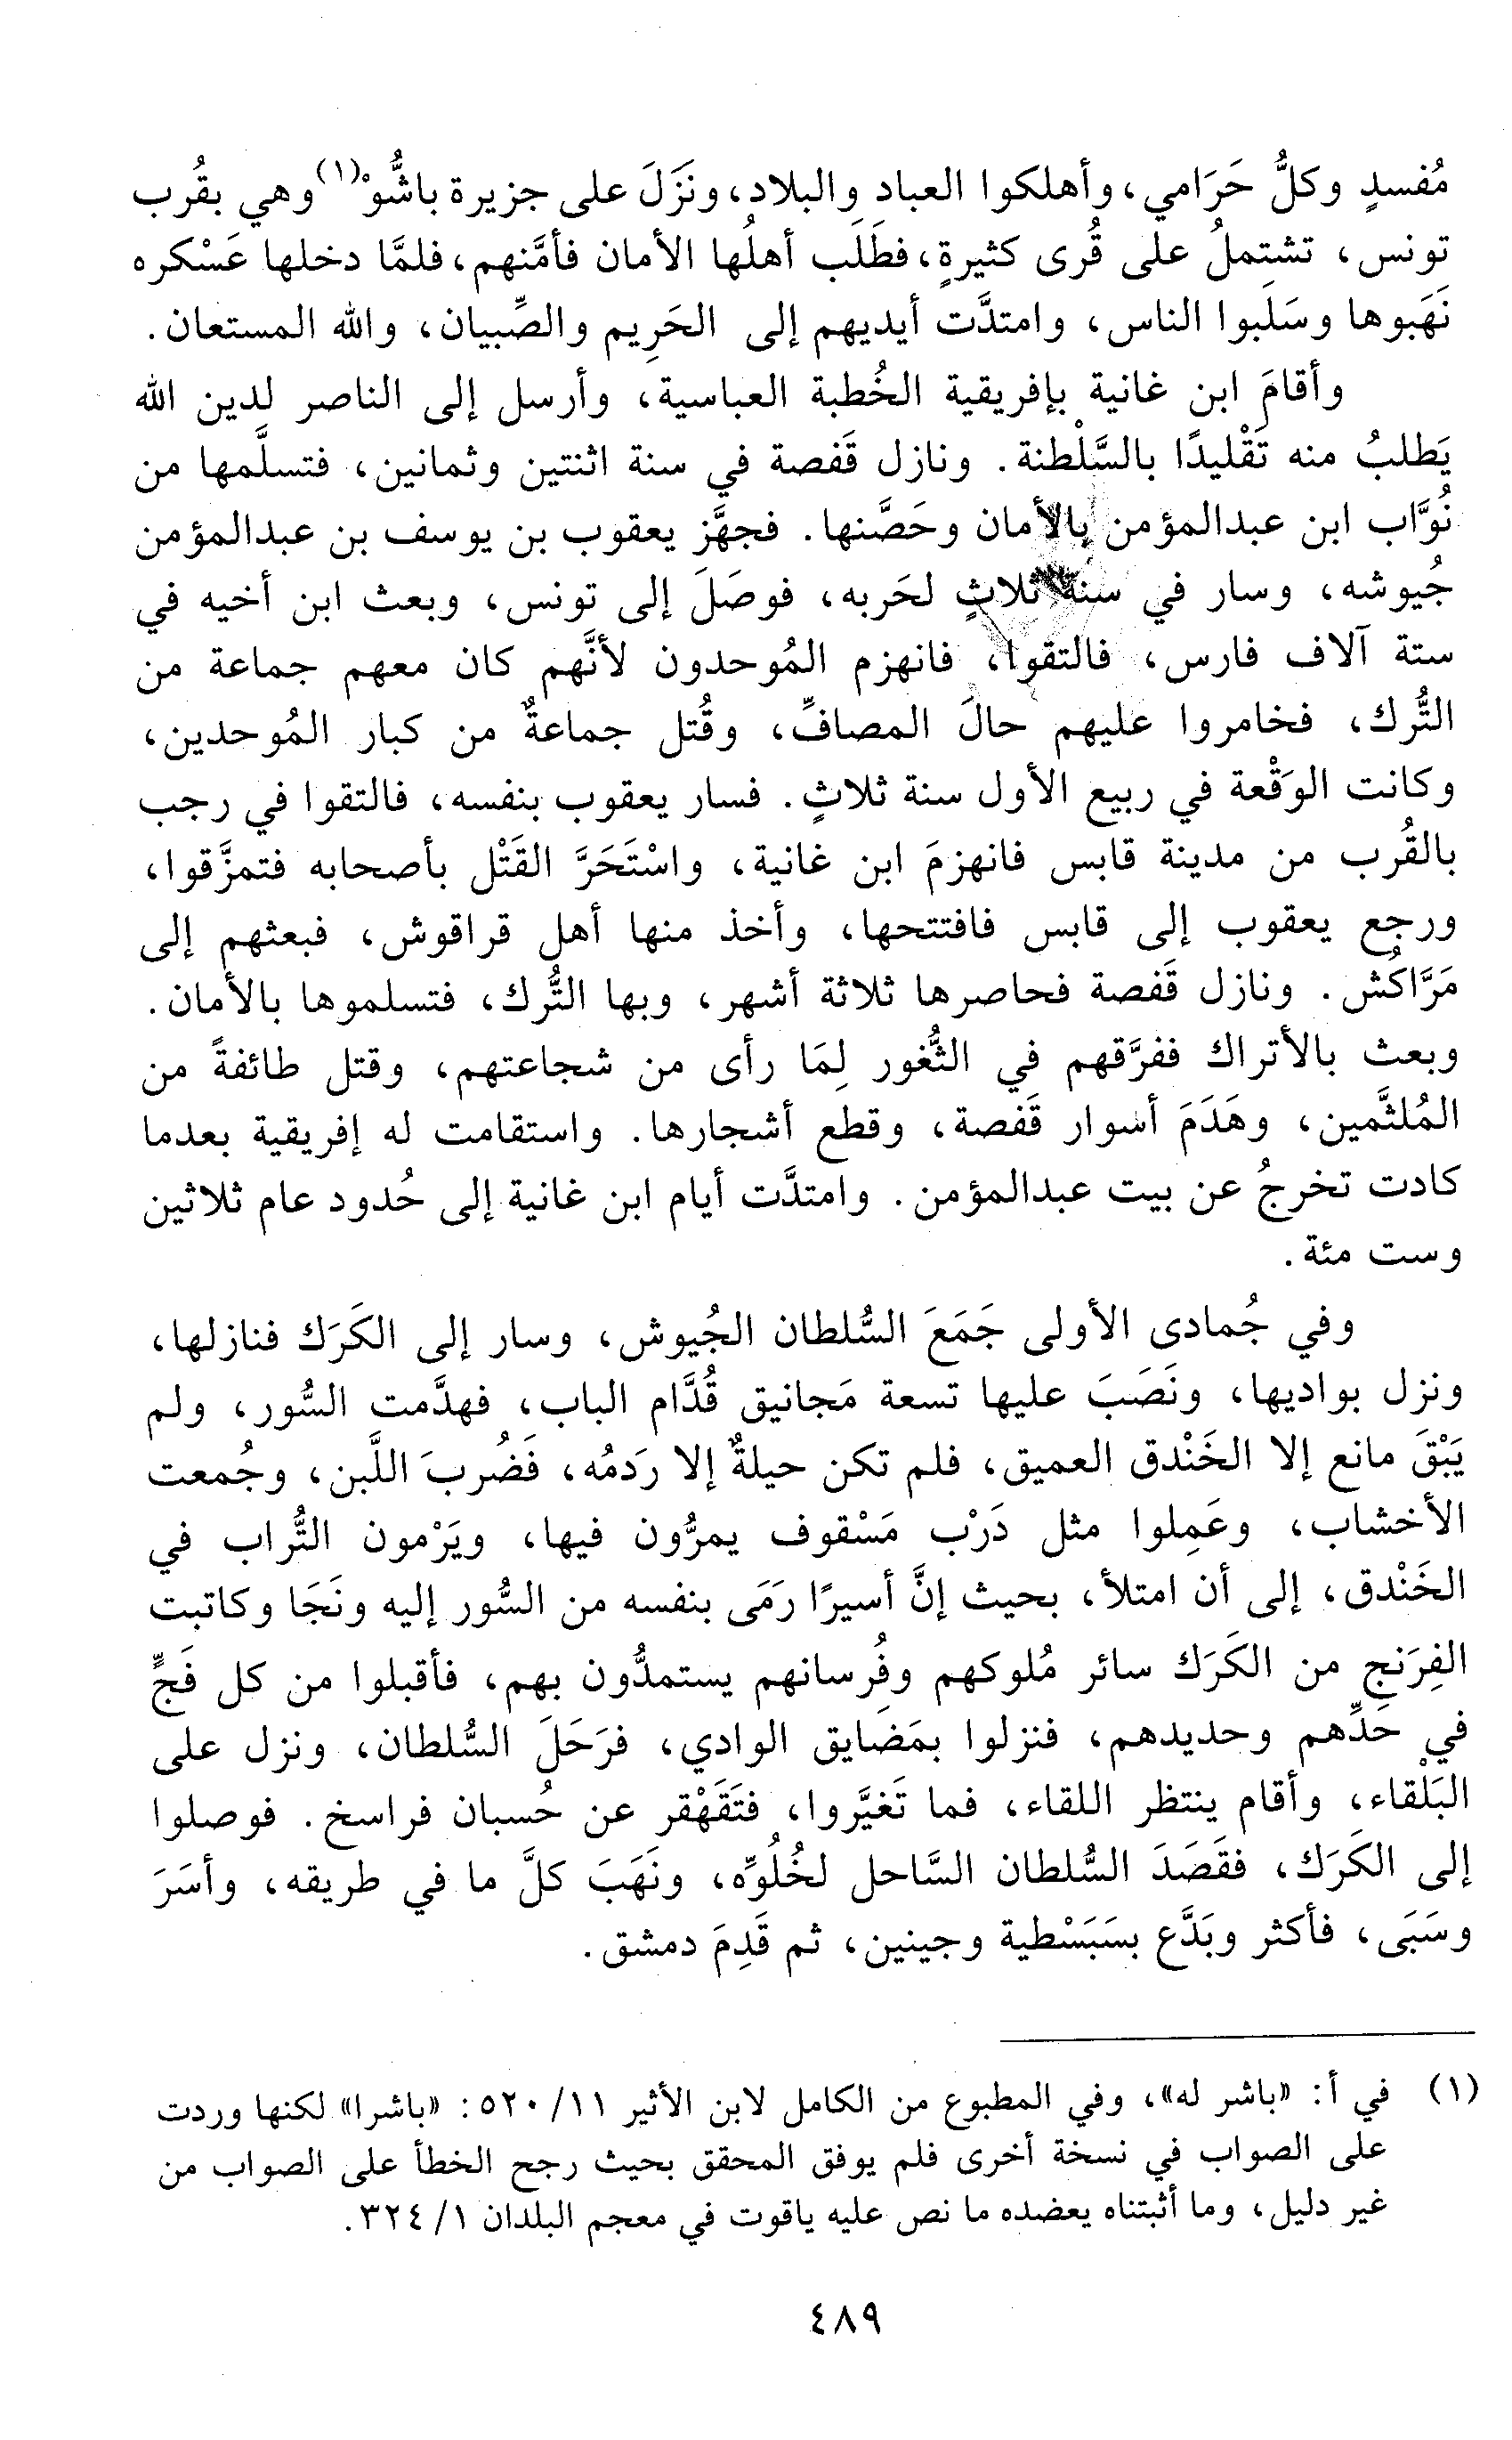 مُفسدٍ وكلُّ حَرَامي، وأهلكوا العباد والبلاد، ونَزَلَ على جزيرة باشُّوْ(١) وهي بقُرب
تونس، تشتملُ على قُرى كثيرةٍ، فطَلَب أهلُها الأمان فأمَّنهم، فلمَّا دخلها عَسْكره
نَهَبوها وسَلَبوا الناس، وامتدَّت أيديهم إلى الحَرِيم والصِّبيان، والله المستعان.
وأقامَ ابن غانية بإفريقية الخُطبة العباسية، وأرسل إلى الناصر لدين الله
يَطلبُ منه تَقْليدًا بالسَّلْطنة. ونازل قَفصة في سنة اثنتين وثمانين، فتسلَّمها من
نُوَّاب ابن عبدالمؤمن بالأمان وحَصَّنها. فجهَّز يعقوب بن يوسف بن عبدالمؤمن
جُيوشه، وسار في سنة ثلاثٍ لحَربه، فوصَلَ إلى تونس، وبعث ابن أخيه في
ستة آلاف فارس، فالتقوا، فانهزم المُوحدون لأنَّهم كان معهم جماعة من
التُّرك، فخامروا عليهم حالَ المصافِّ، وقُتل جماعةٌ من كبار المُوحدين،
وكانت الوَقْعة في ربيع الأول سنة ثلاثٍ. فسار يعقوب بنفسه، فالتقوا في رجب
بالقُرب من مدينة قابس فانهزمَ ابن غانية، واسْتَحَرَّ القَتْل بأصحابه فتمزَّقوا،
ورجع يعقوب إلى قابس فافتتحها، وأخذ منها أهل قراقوش، فبعثهم إلى
مَرَّاكُش. ونازل قَفصة فحاصرها ثلاثة أشهر، وبها التُّرك، فتسلموها بالأمان.
وبعث بالأتراك ففرَّقهم في الثُّغور لِمَا رأى من شجاعتهم، وقتل طائفةً من
المُلثَّمين، وهَدَمَ أسوار قَفصة، وقطع أشجارها. واستقامت له إفريقية بعدما
كادت تخرجُ عن بيت عبدالمؤمن. وامتدَّت أيام ابن غانية إلى حُدود عام ثلاثين
وست مئة.
وفي جُمادى الأولى جَمَعَ السُّلطان الجُيوش، وسار إلى الكَرَك فنازلها،
ونزل بواديها، ونَصَبَ عليها تسعة مَجانيق قُدَّام الباب، فهدَّمت السُّور، ولم
يَبْقَ مانع إلا الخَنْدق العميق، فلم تكن حيلةٌ إلا رَدمُه، فَضُربَ اللَّبن، وجُمعت
الأخشاب، وعَمِلوا مثل دَرْب مَسْقوف يمرُّون فيها، ويَرْمون التُّراب في
الخَنْدق، إلى أن امتلأ، بحيث إنَّ أسيرًا رَمَى بنفسه من السُّور إليه ونَجَا وكاتبت
الفِرَنج من الكَرَك سائر مُلوكهم وفُرسانهم يستمدُّون بهم، فأقبلوا من كل فَجٍّ
في حَدِّهم وحديدهم، فنزلوا بمَضَايق الوادي، فرَحَلَ السُّلطان، ونزل على
البَلْقاء، وأقام ينتظر اللقاء، فما تَغيَّروا، فتَقَهْقر عن حُسبان فراسخ. فوصلوا
إلى الكَرَك، فقَصَدَ السُّلطان السَّاحل لخُلُوِّه، ونَهَبَ كلَّ ما في طريقه، وأسَرَ
وسَبَى، فأكثر وبَدَّع بسَبَسْطية وجينين، ثم قَدِمَ دمشق.
(١) في أ: «باشر له»، وفي المطبوع من الكامل لابن الأثير ١١/ ٥٢٠: «باشرا» لكنها وردت
على الصواب في نسخة أخرى فلم يوفق المحقق بحيث رجح الخطأ على الصواب من
غير دليل، وما أثبتناه يعضده ما نص عليه ياقوت في معجم البلدان ١/ ٣٢٤.
٤٨٩